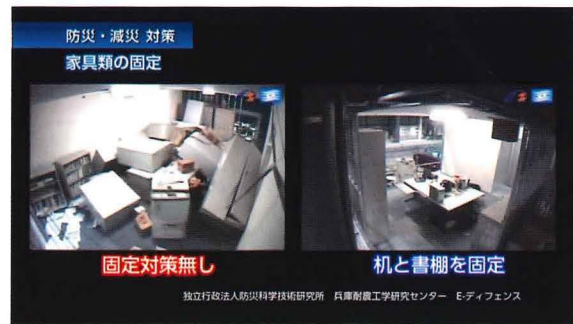 防災・減災 対策
家具類の固定
固定対策無し
机と書棚を固定
独立行政法人防災科学技術研究所 兵庫耐震工学研究センター E-ディフェンス